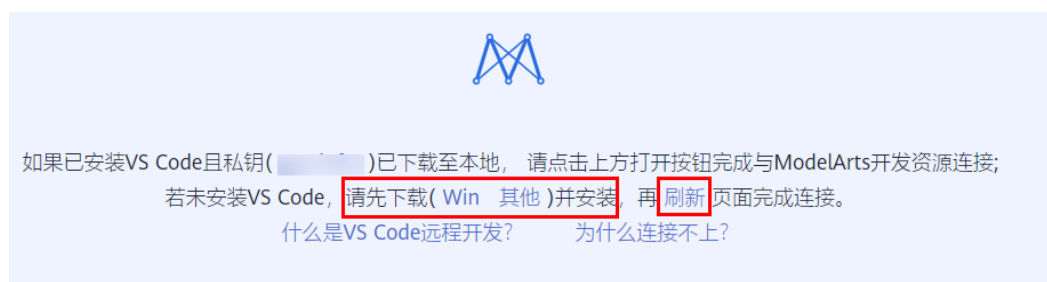 如果已安装VS Code且私钥( )已下载至本地, 请点击上方打开按钮完成与ModelArts开发资源连接;
若未安装VS Code, 请先下载( Win 其他 )并安装, 再 刷新 页面完成连接。
什么是VS Code远程开发? 为什么连接不上?